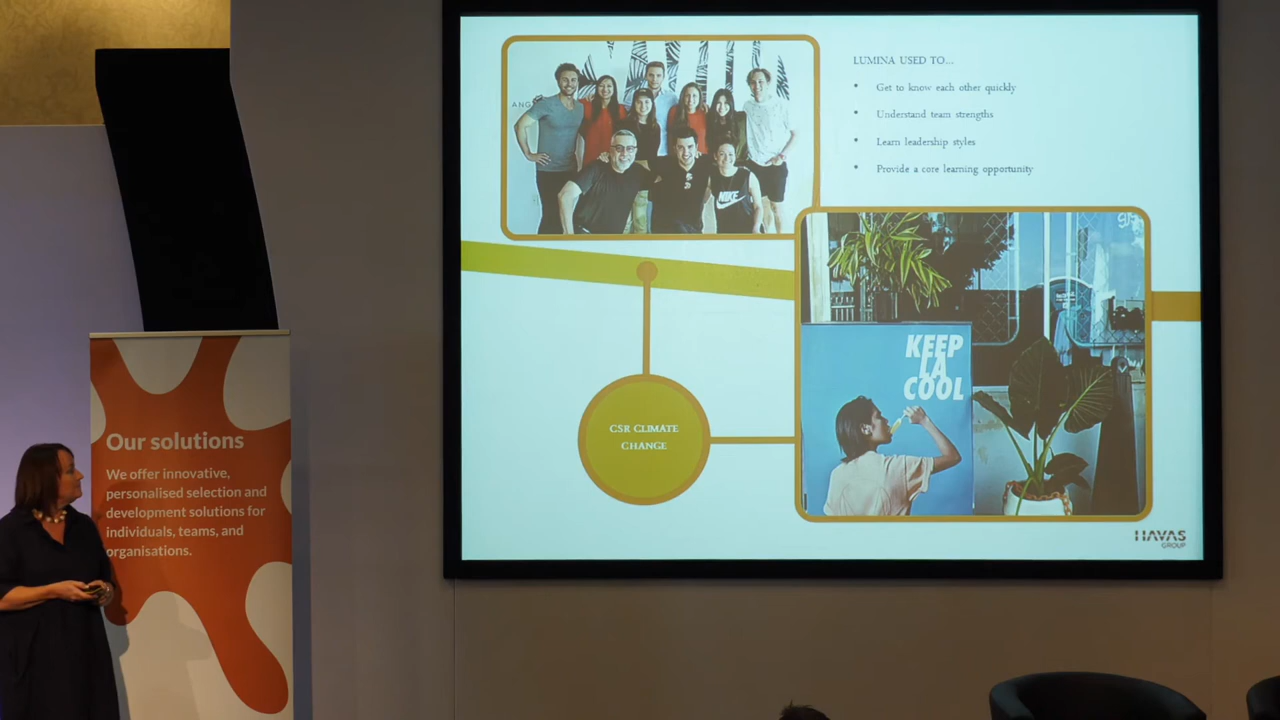 LUMINA USED TO...
• Get to know each other quickly
• Understand team strengths
• Learn leadership styles
• Provide a core learning opportunity
ANG
NIKE
KEEP
LA
COOL
CSR CLIMATE
CHANGE
HAVAS
GROUP
Our solutions
We offer innovative,
personalised selection and
development solutions for
individuals, teams, and
organisations.